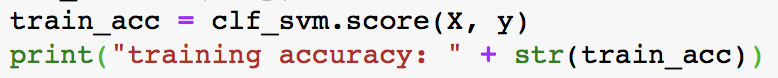 train_acc = clf_svm.score(X, y)
print("training accuracy: " + str(train_acc))